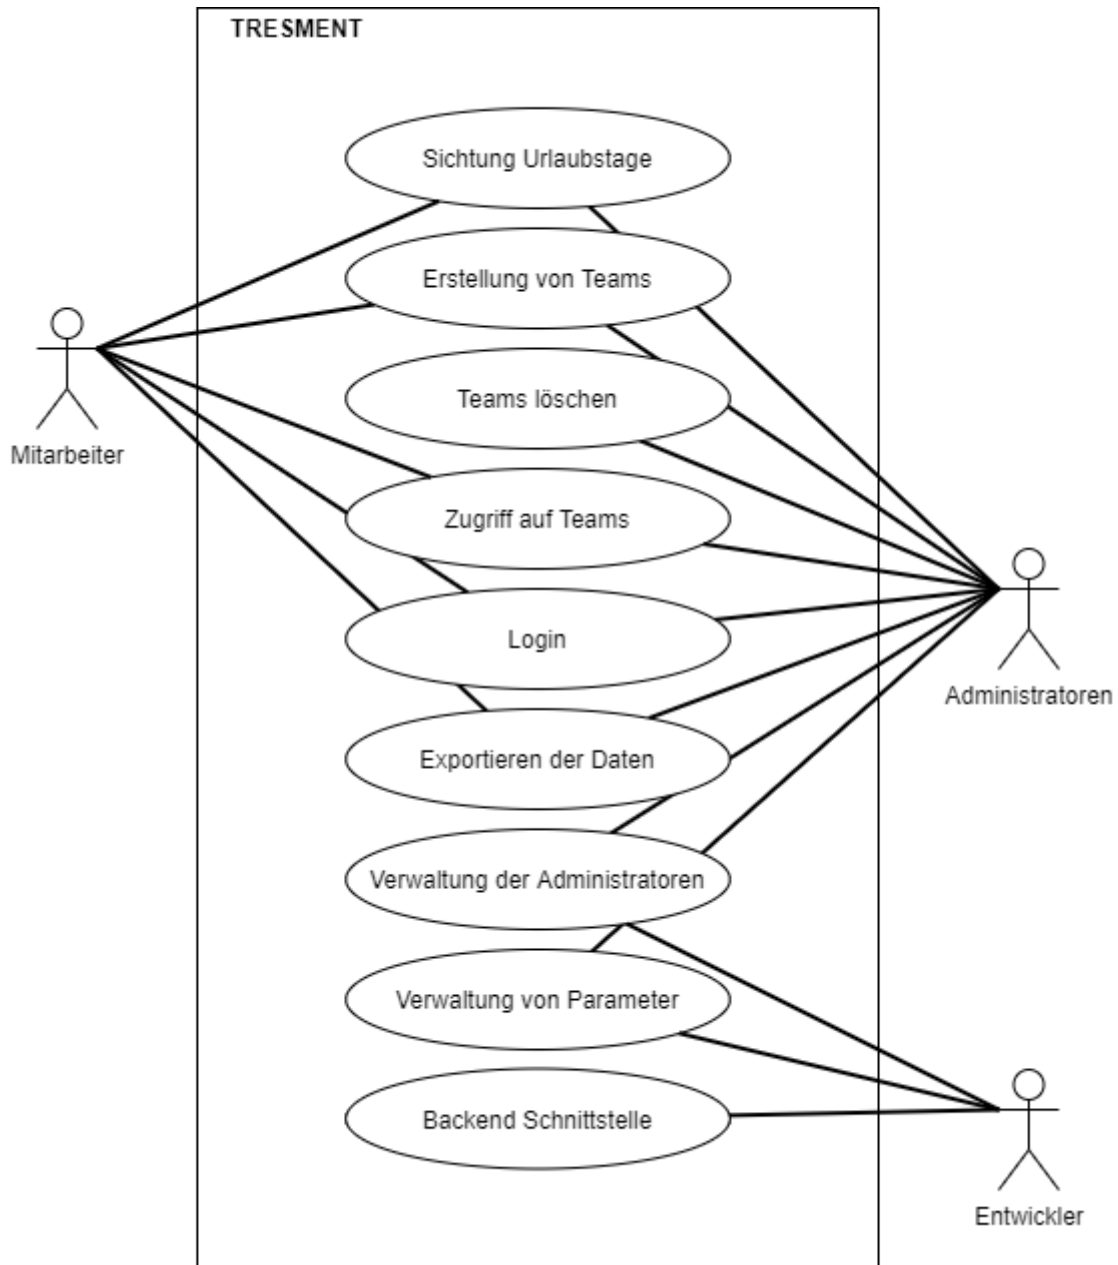 TRESMENT
Sichtung Urlaubstage
Erstellung von Teams
Teams löschen
Mitarbeiter
Zugriff auf Teams
Login
Administratoren
Exportieren der Daten
Verwaltung der Administratoren
Verwaltung von Parameter
Backend Schnittstelle
Entwickler